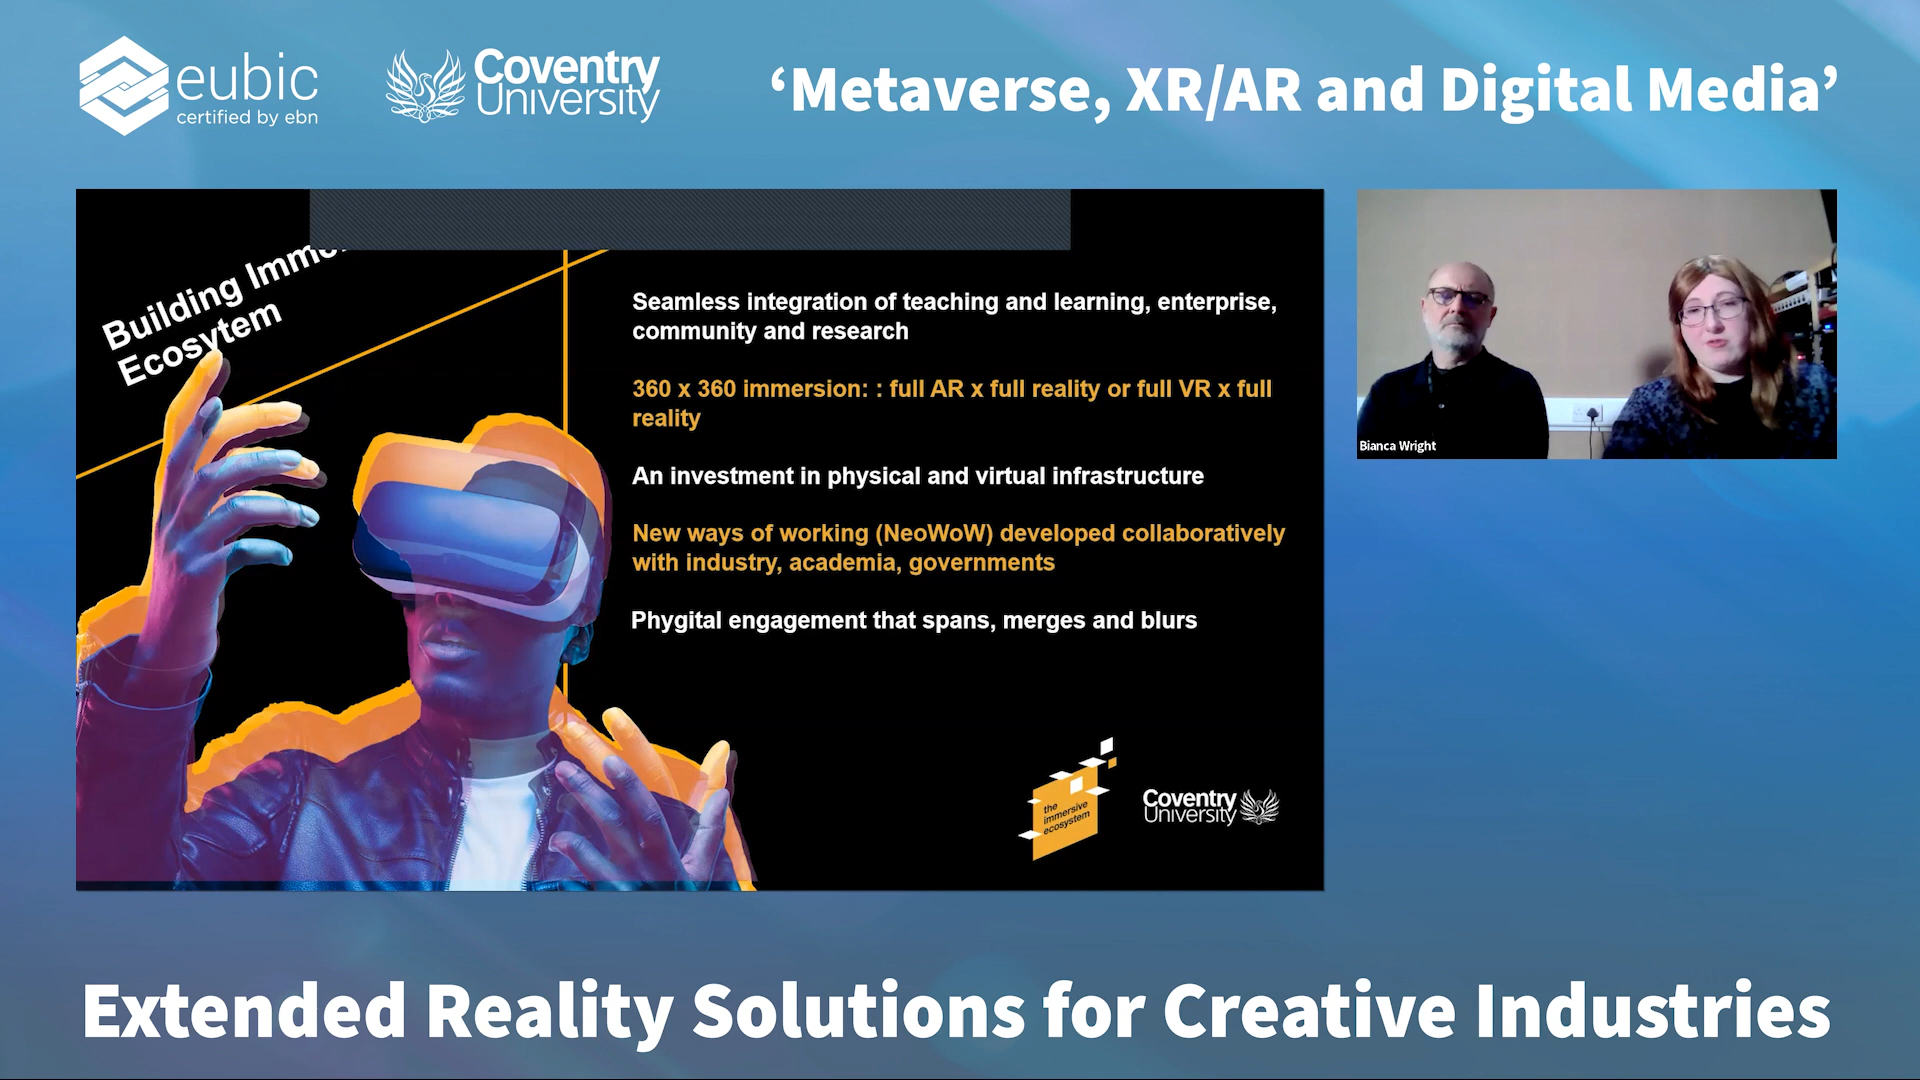 eubic
certified by ebn
Coventry
University
‘Metaverse, XR/AR and Digital Media’
Building
Ecosytem
Seamless integration of teaching and learning, enterprise,
community and research
360 x 360 immersion: : full AR x full reality or full VR x full
reality
An investment in physical and virtual infrastructure
New ways of working (NeoWoW) developed collaboratively
with industry, academia, governments
Phygital engagement that spans, merges and blurs
the
immersive
ecosystem
Coventry
University
Bianca Wright
Extended Reality Solutions for Creative Industries